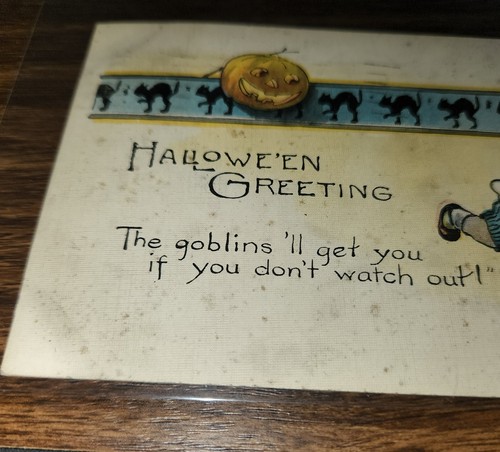 HALLOWE'EN
GREETING
The goblins 'll get you
if you don't watch out!"